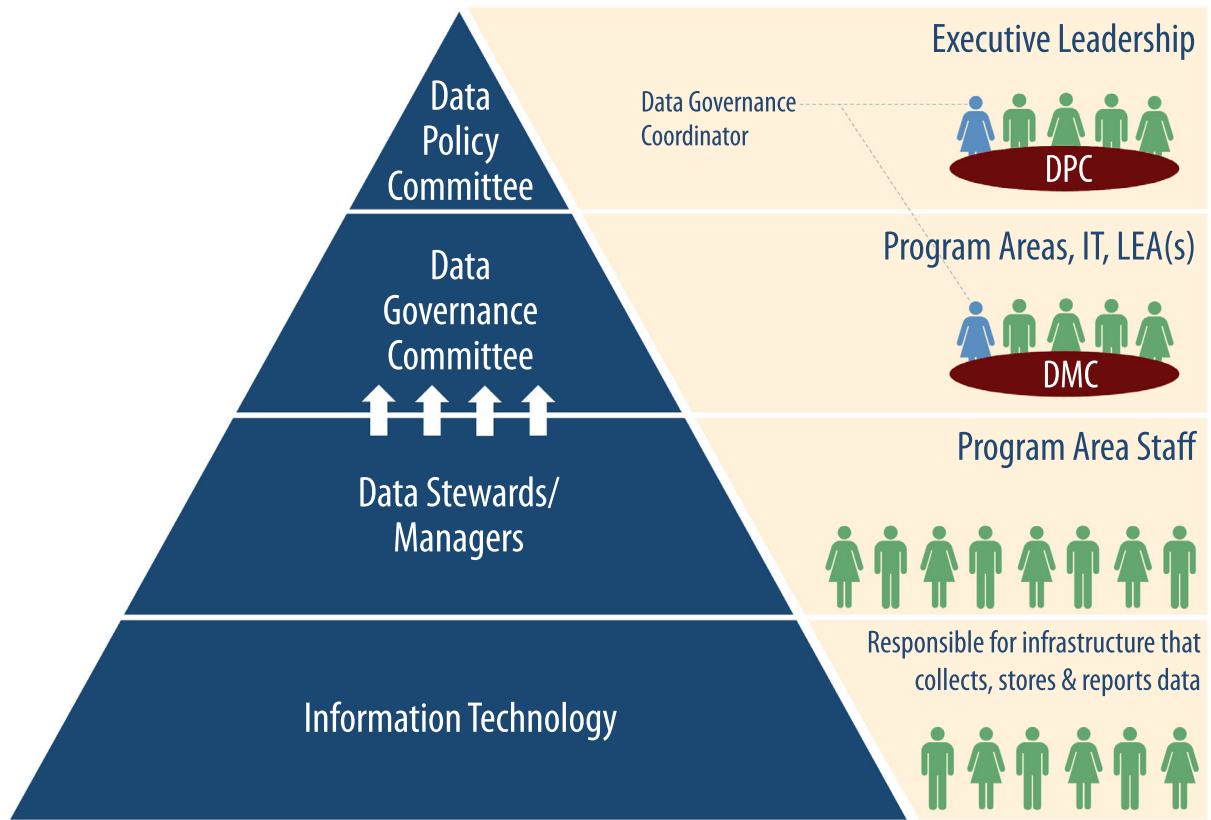 Data
Policy
Committee
Executive Leadership
Data Governance
Coordinator
DPC
Data
Governance
Committee
Program Areas, IT, LEA(s)
DMC
Data Stewards/
Managers
Program Area Staff
Information Technology
Responsible for infrastructure that
collects, stores & reports data